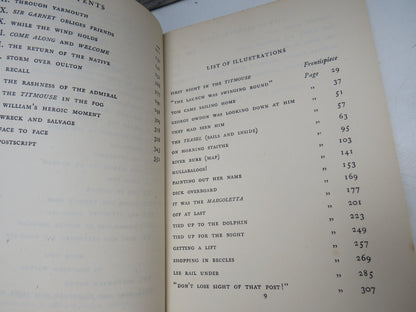 ENTS
THROUGH YARMOUTH
X. SIR GARNET OBLIGES FRIENDS
WHILE THE WIND HOLDS
COME ALONG and WELCOME
THE RETURN OF THE NATIVE
STORM OVER OULTON
RECALL
THE RASHNESS OF THE ADMIRAL
THE TITMOUSE IN THE FOG
WILLIAM'S HEROIC MOMENT
WRECK AND SALVAGE
FACE TO FACE
POSTSCRIPT 351
LIST OF ILLUSTRATIONS
FIRST NIGHT IN THE TITMOUSE Frontispiece
"THE LAUNCH WAS SWINGING ROUND" Page 29
TOM CAME SAILING HOME " 37
GEORGE OWDON WAS LOOKING DOWN AT HIM " 51
THEY HAD SEEN HIM " 57
THE TEASEL (SAILS AND INSIDE) " 63
ON HORNING STAITHE " 95
RIVER BURE (MAP) " 141
HULLABALOOS! " 153
PAINTING OUT HER NAME " 169
DICK OVERBOARD " 177
IT WAS THE MARGOLETTA " 201
OFF AT LAST " 223
TIED UP TO THE DOLPHIN "
TIED UP FOR THE NIGHT " 249
GETTING A LIFT " 257
SHOPPING IN BECCLES " 269
LEE RAIL UNDER " 285
"DON'T LOSE SIGHT OF THAT POST!" " 307
9